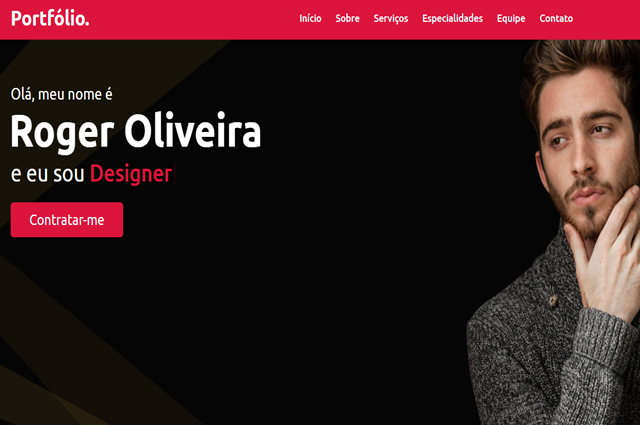 Portfólio.
Início Sobre Serviços Especialidades Equipe Contato
Olá, meu nome é
Roger Oliveira
e eu sou Designer
Contratar-me